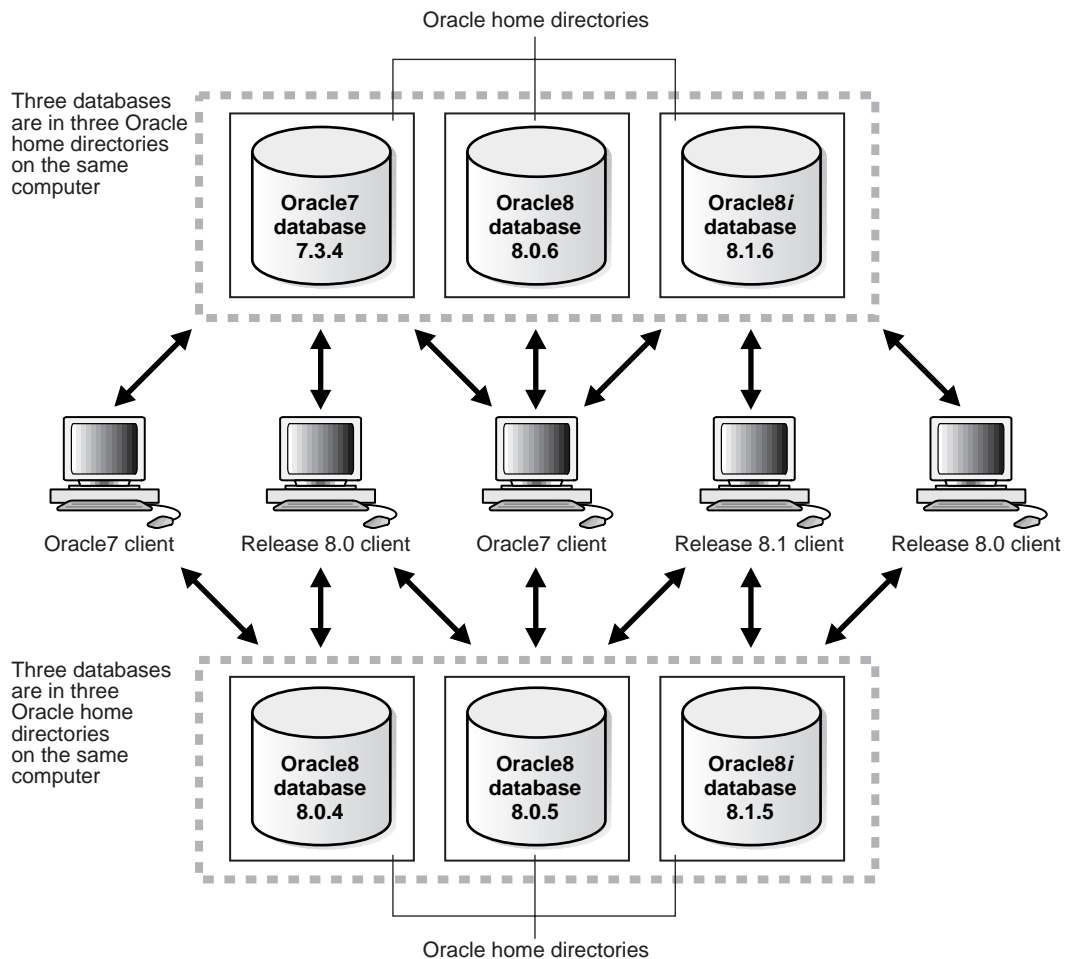 Oracle home directories
Three databases
are in three Oracle
home directories
on the same
computer
Oracle7
database
7.3.4
Oracle8
database
8.0.6
Oracle8i
database
8.1.6
Oracle7 client
Release 8.0 client
Oracle7 client
Release 8.1 client
Release 8.0 client
Three databases
are in three
Oracle home
directories
on the same
computer
Oracle8
database
8.0.4
Oracle8
database
8.0.5
Oracle8i
database
8.1.5
Oracle home directories